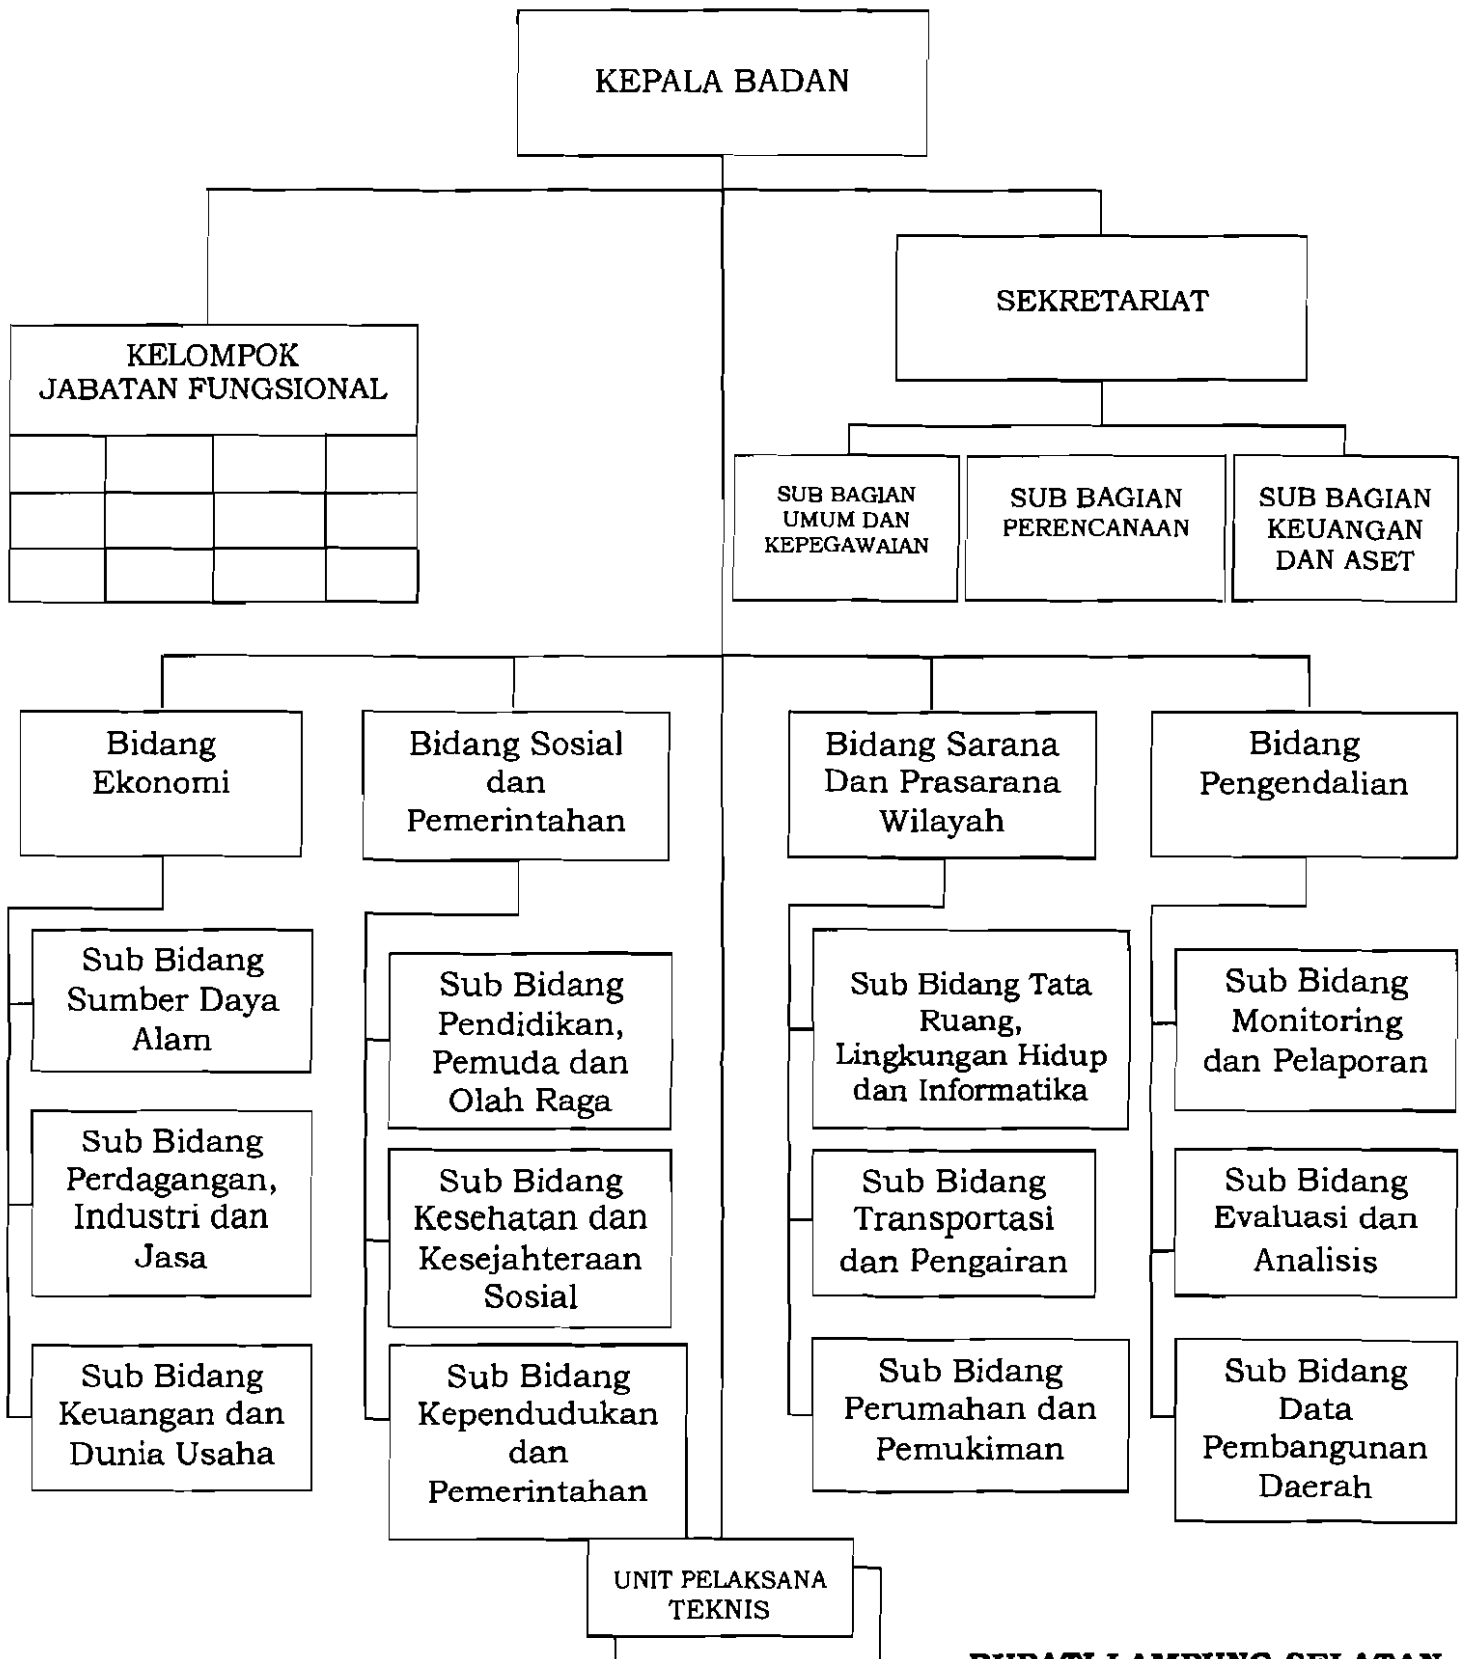 KEPALA BADAN
SEKRETARIAT
KELOMPOK
JABATAN FUNGSIONAL
SUB BAGIAN
UMUM DAN
KEPEGAWAIAN
SUB BAGIAN
PERENCANAAN
SUB BAGIAN
KEUANGAN
DAN ASET
Bidang
Ekonomi
Bidang Sosial
dan
Pemerintahan
Bidang Sarana
Dan Prasarana
Wilayah
Bidang
Pengendalian
Sub Bidang
Sumber Daya
Alam
Sub Bidang
Perdagangan,
Industri dan
Jasa
Sub Bidang
Keuangan dan
Dunia Usaha
Sub Bidang
Pendidikan,
Pemuda dan
Olah Raga
Sub Bidang
Kesehatan dan
Kesejahteraan
Sosial
Sub Bidang
Kependudukan
dan
Pemerintahan
Sub Bidang Tata
Ruang,
Lingkungan Hidup
dan Informatika
Sub Bidang
Transportasi
dan Pengairan
Sub Bidang
Perumahan dan
Pemukiman
Sub Bidang
Monitoring
dan Pelaporan
Sub Bidang
Evaluasi dan
Analisis
Sub Bidang
Data
Pembangunan
Daerah
UNIT PELAKSANA
TEKNIS
BUPATI LAMPUNG SELATAN